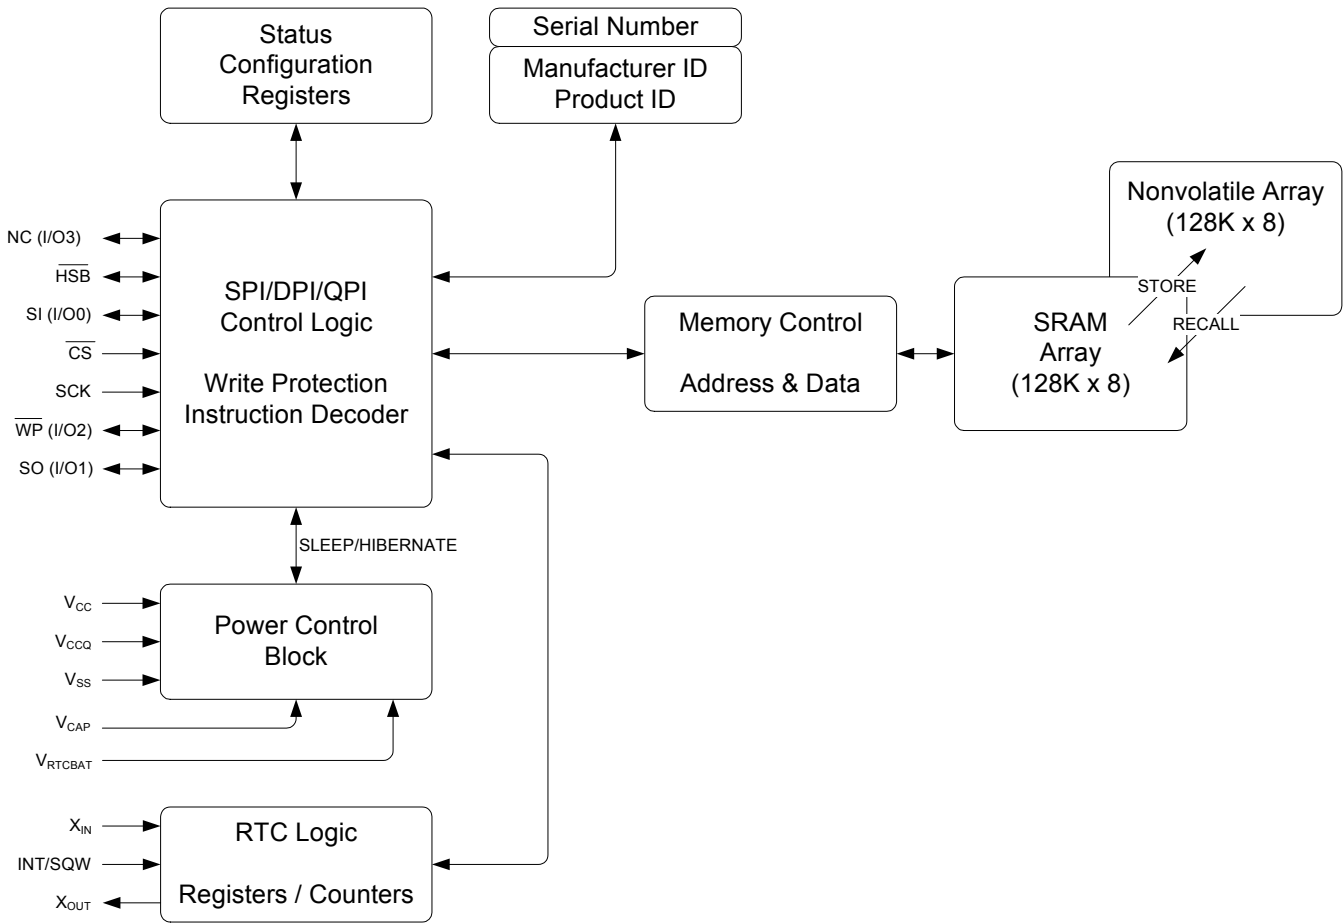 Status
Configuration
Registers
Serial Number
Manufacturer ID
Product ID
Nonvolatile Array
(128K x 8)
STORE
RECALL
SRAM
Array
(128K x 8)
NC (I/O3)
HSB
SI (I/O0)
CS
SCK
WP (I/O2)
SO (I/O1)
SPI/DPI/QPI
Control Logic
Write Protection
Instruction Decoder
Memory Control
Address & Data
SLEEP/HIBERNATE
VCC
VCCQ
VSS
VCAP
VRTCBAT
Power Control
Block
XIN
INT/SQW
XOUT
RTC Logic
Registers / Counters